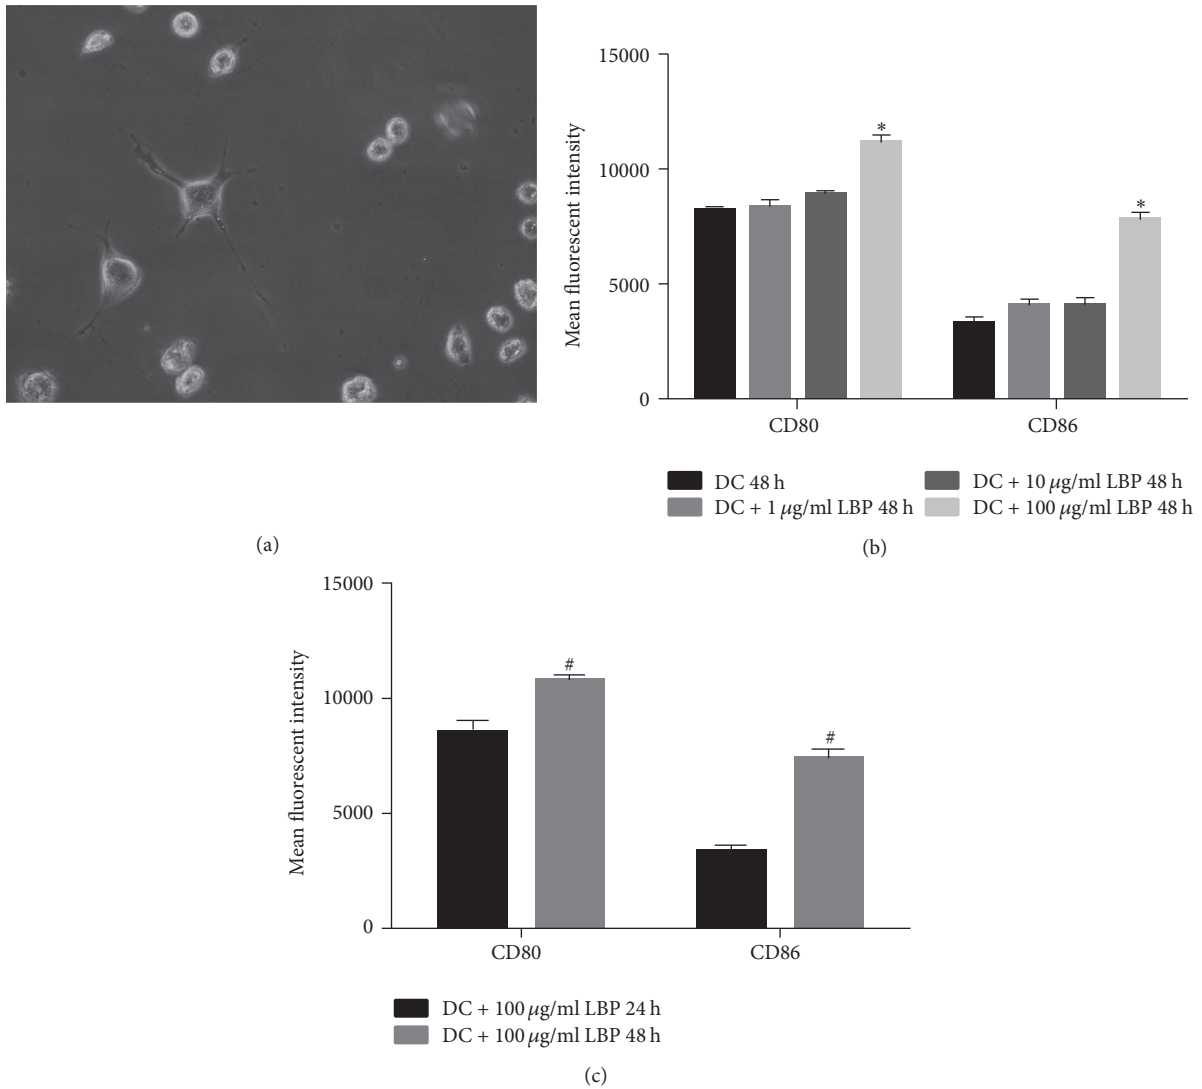 15000
10000
5000
0
Mean fluorescent intensity
*
*
CD80
CD86
DC 48 h
DC + 10 μg/ml LBP 48 h
DC + 1 μg/ml LBP 48 h
DC + 100 μg/ml LBP 48 h
(a)
(b)
15000
10000
5000
0
Mean fluorescent intensity
#
#
CD80
CD86
DC + 100 μg/ml LBP 24 h
DC + 100 μg/ml LBP 48 h
(c)